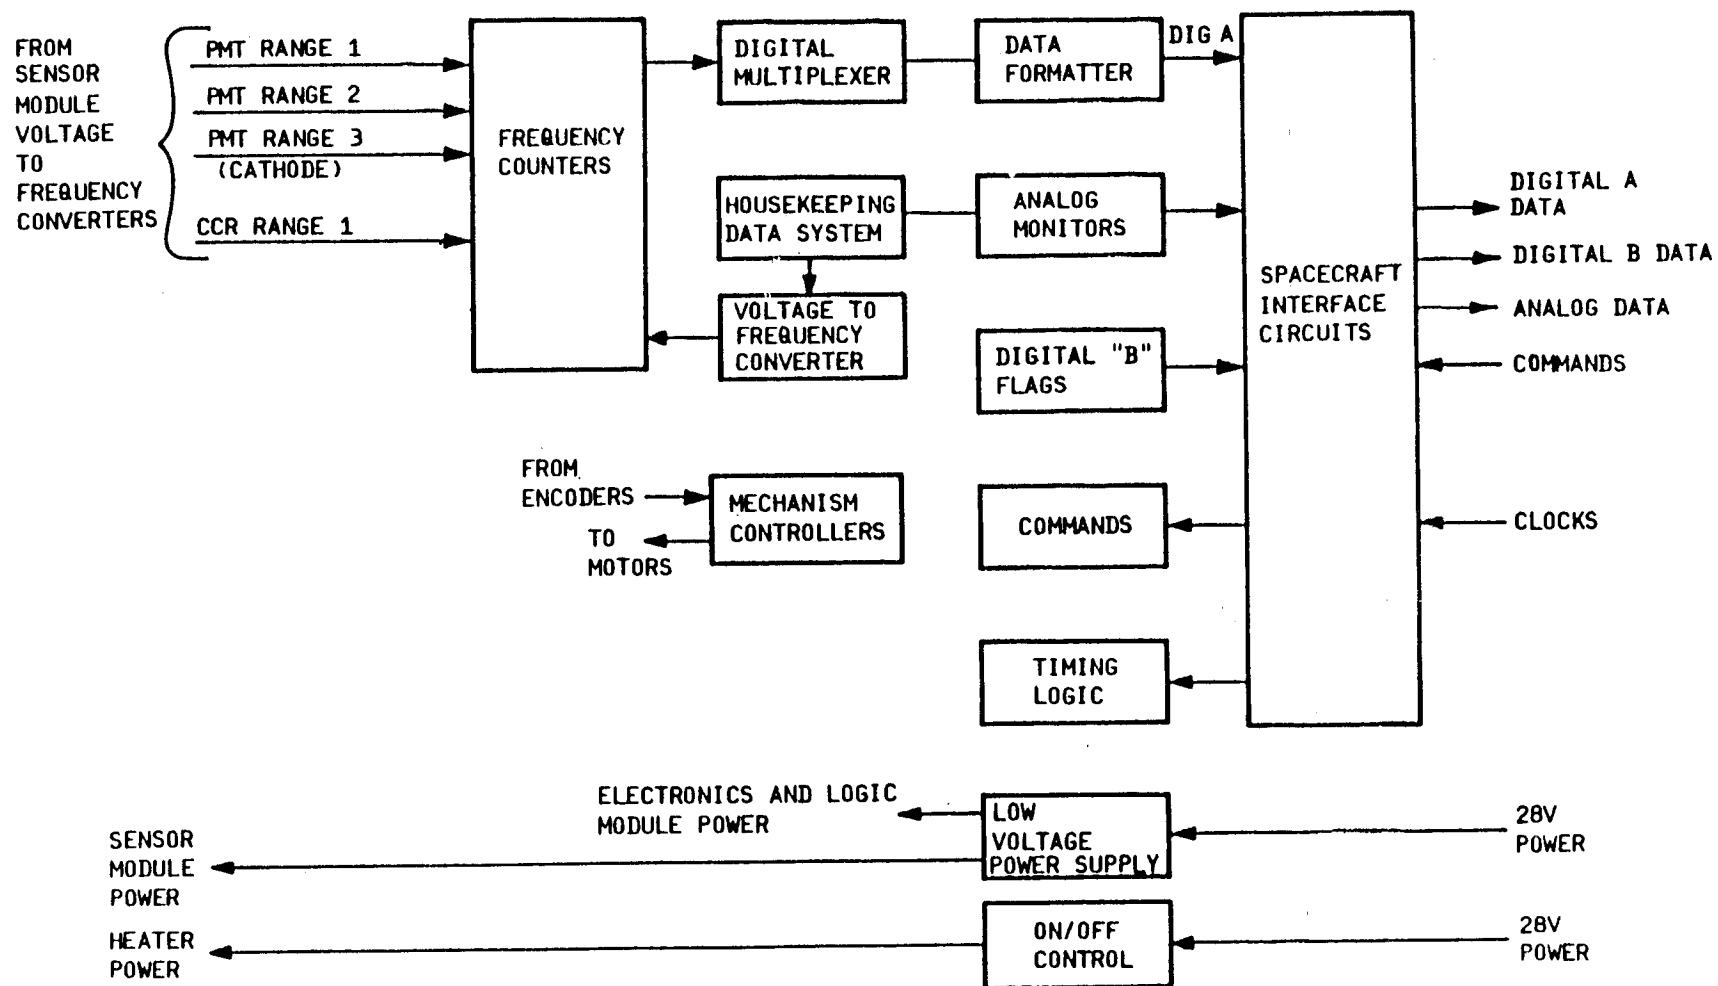 FROM
SENSOR
MODULE
VOLTAGE
TO
FREQUENCY
CONVERTERS
PMT RANGE 1
PMT RANGE 2
PMT RANGE 3
(CATHODE)
CCR RANGE 1
FREQUENCY
COUNTERS
DIGITAL
MULTIPLEXER
DATA
FORMATTER
DIG A
HOUSEKEEPING
DATA SYSTEM
ANALOG
MONITORS
VOLTAGE TO
FREQUENCY
CONVERTER
DIGITAL "B"
FLAGS
SPACECRAFT
INTERFACE
CIRCUITS
DIGITAL A
DATA
DIGITAL B DATA
ANALOG DATA
COMMANDS
CLOCKS
FROM
ENCODERS
TO
MOTORS
MECHANISM
CONTROLLERS
COMMANDS
TIMING
LOGIC
ELECTRONICS AND LOGIC
MODULE POWER
LOW
VOLTAGE
POWER SUPPLY
28V
POWER
SENSOR
MODULE
POWER
HEATER
POWER
ON/OFF
CONTROL
28V
POWER